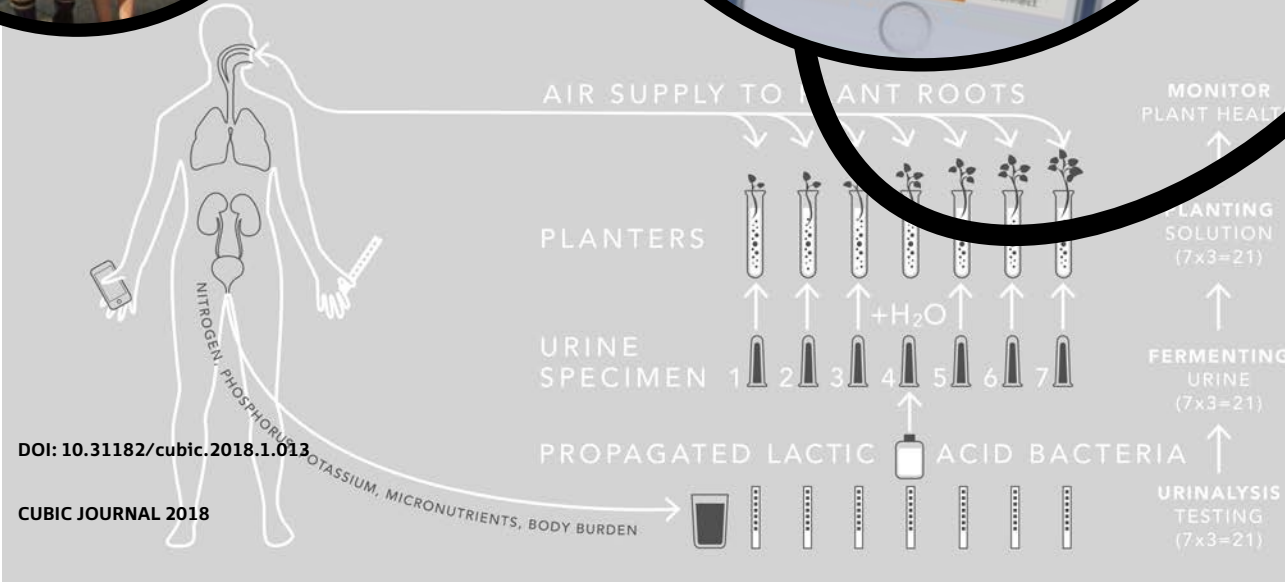 AIR SUPPLY TO ANT ROOTS
MONITOR
PLANT HEALT
PLANTERS
PLANTING
SOLUTION
(7x3=21)
+H₂O
URINE
SPECIMEN 1 2 3 4 5 6 7
FERMENTING
URINE
(7x3=21)
NITROGEN, PHOSPHORUS, POTASSIUM, MICRONUTRIENTS, BODY BURDEN
DOI: 10.31182/cubic.2018.1.013
CUBIC JOURNAL 2018
PROPAGATED LACTIC ACID BACTERIA
URINALYSIS
TESTING
(7x3=21)